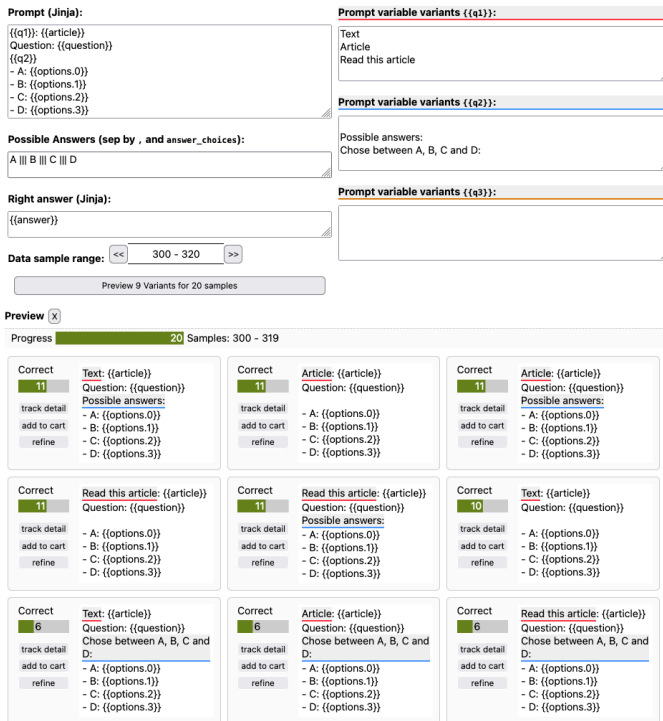 Prompt (Jinja):
{{q1}}: {{article}}
Question: {{question}}
{{q2}}
- A: {{options.0}}
- B: {{options.1}}
- C: {{options.2}}
- D: {{options.3}}
Possible Answers (sep by , and answer_choices):
A ||| B ||| C ||| D
Right answer (Jinja):
{{answer}}
Data sample range: << 300 - 320 >>
Preview 9 Variants for 20 samples
Prompt variable variants {{q1}}:
Text
Article
Read this article
Prompt variable variants {{q2}}:
Possible answers:
Chose between A, B, C and D:
Prompt variable variants {{q3}}:
Preview X
Progress 20 Samples: 300 - 319
Correct
11
track detail
add to cart
refine
Text: {{article}}
Question: {{question}}
Possible answers:
- A: {{options.0}}
- B: {{options.1}}
- C: {{options.2}}
- D: {{options.3}}
Correct
11
track detail
add to cart
refine
Article: {{article}}
Question: {{question}}
- A: {{options.0}}
- B: {{options.1}}
- C: {{options.2}}
- D: {{options.3}}
Correct
11
track detail
add to cart
refine
Article: {{article}}
Question: {{question}}
Possible answers:
- A: {{options.0}}
- B: {{options.1}}
- C: {{options.2}}
- D: {{options.3}}
Correct
11
track detail
add to cart
refine
Read this article: {{article}}
Question: {{question}}
- A: {{options.0}}
- B: {{options.1}}
- C: {{options.2}}
- D: {{options.3}}
Correct
11
track detail
add to cart
refine
Read this article: {{article}}
Question: {{question}}
Possible answers:
- A: {{options.0}}
- B: {{options.1}}
- C: {{options.2}}
- D: {{options.3}}
Correct
10
track detail
add to cart
refine
Text: {{article}}
Question: {{question}}
- A: {{options.0}}
- B: {{options.1}}
- C: {{options.2}}
- D: {{options.3}}
Correct
6
track detail
add to cart
refine
Text: {{article}}
Question: {{question}}
Chose between A, B, C and
D:
- A: {{options.0}}
- B: {{options.1}}
- C: {{options.2}}
- D: {{options.3}}
Correct
6
track detail
add to cart
refine
Article: {{article}}
Question: {{question}}
Chose between A, B, C and
D:
- A: {{options.0}}
- B: {{options.1}}
- C: {{options.2}}
- D: {{options.3}}
Correct
6
track detail
add to cart
refine
Read this article: {{article}}
Question: {{question}}
Chose between A, B, C and
D:
- A: {{options.0}}
- B: {{options.1}}
- C: {{options.2}}
- D: {{options.3}}